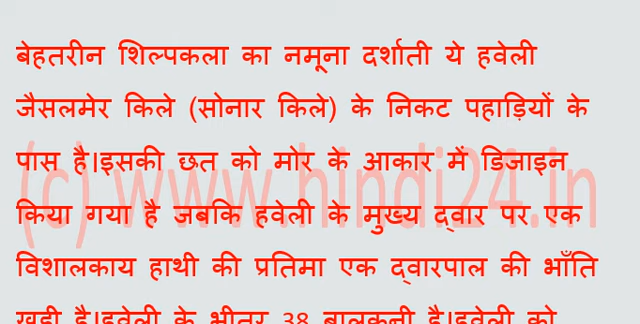 बेहतरीन शिल्पकला का नमूना दर्शाती ये हवेली
जैसलमेर किले (सोनार किले) के निकट पहाड़ियों के
पास है।इसकी छत को मोर के आकार में डिजाइन
किया गया है जबकि हवेली के मुख्य द्वार पर एक
विशालकाय हाथी की प्रतिमा एक द्वारपाल की भाँति
खड़ी है।हवेली के भीतर 38 बालकनी है।हवेली को
(c) www.hindi24.in